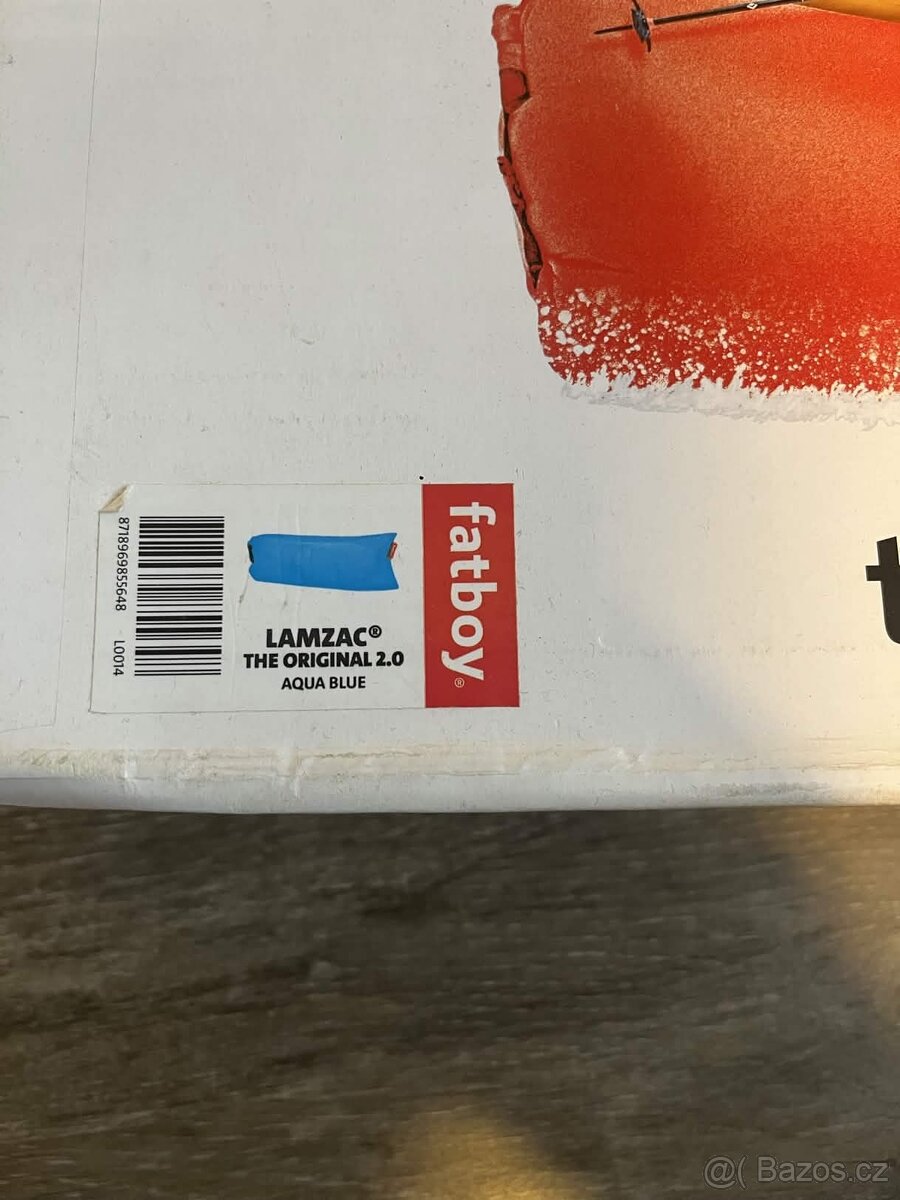 8718969855648 L0014
LAMZAC®
THE ORIGINAL 2.0
AQUA BLUE
fatboy®
t
@( Bazos.cz